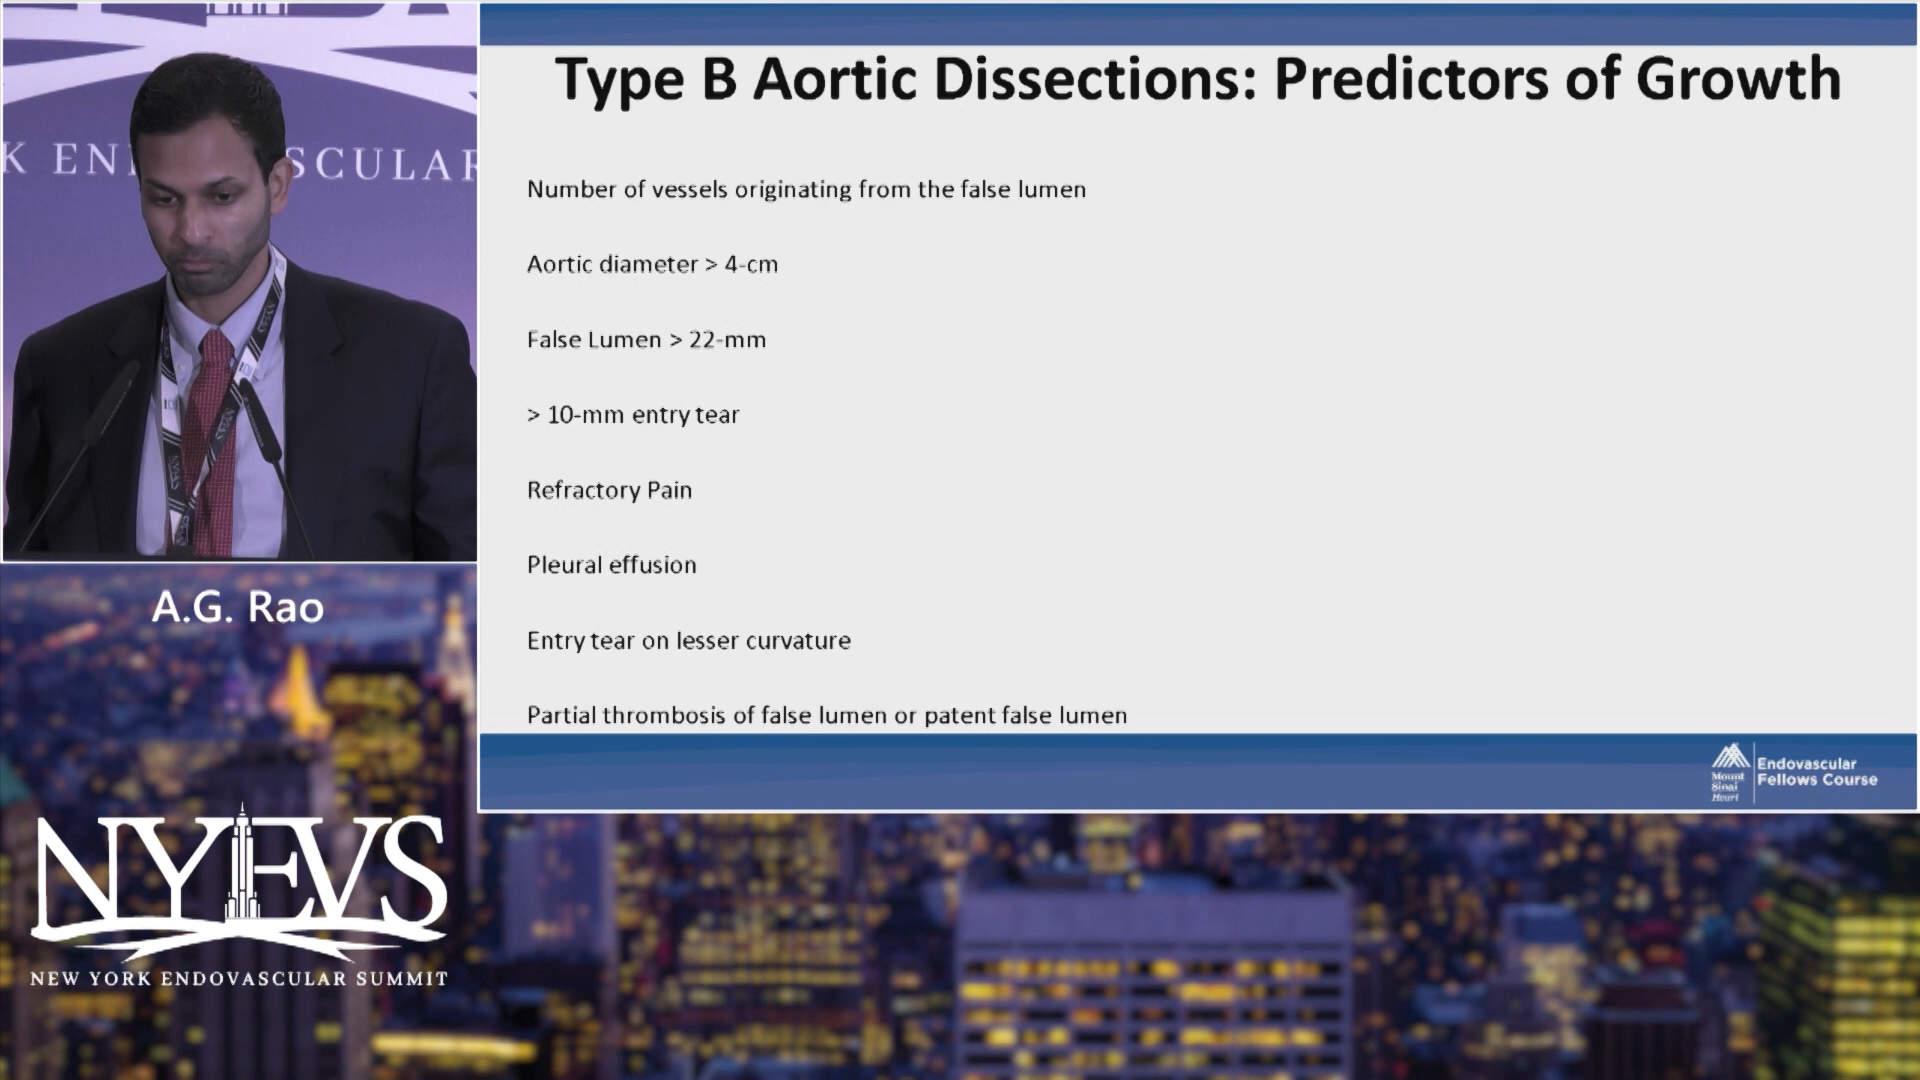 K EN
SCULAR
A.G. Rao
NYEVS
NEW YORK ENDOVASCULAR SUMMIT
Type B Aortic Dissections: Predictors of Growth
Number of vessels originating from the false lumen
Aortic diameter > 4-cm
False Lumen > 22-mm
> 10-mm entry tear
Refractory Pain
Pleural effusion
Entry tear on lesser curvature
Partial thrombosis of false lumen or patent false lumen
Mount
Sinai
Heart
Endovascular
Fellows Course